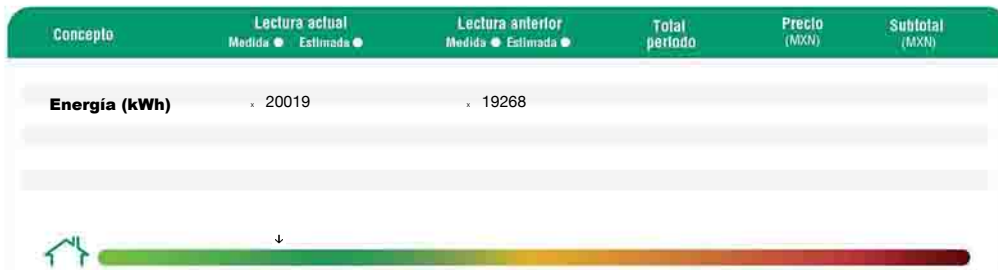 Concepto Lectura actual Lectura anterior Total periodo Precio (MXN) Subtotal (MXN)
Medida Estimada Medida Estimada
Energía (kWh) x 20019 x 19268